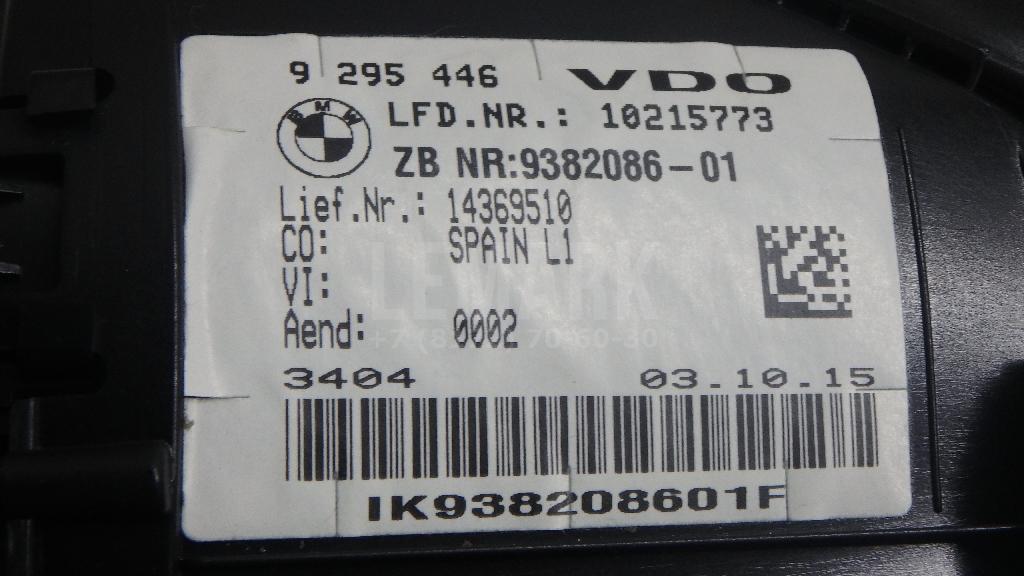 9 295 446 VDO
BMW
LFD.NR.: 10215773
ZB NR:9382086-01
Lief.Nr.: 14369510
CO: SPAIN L1
VI:
LEMARK
Aend: 0002
3404 03.10.15
IK938208601F